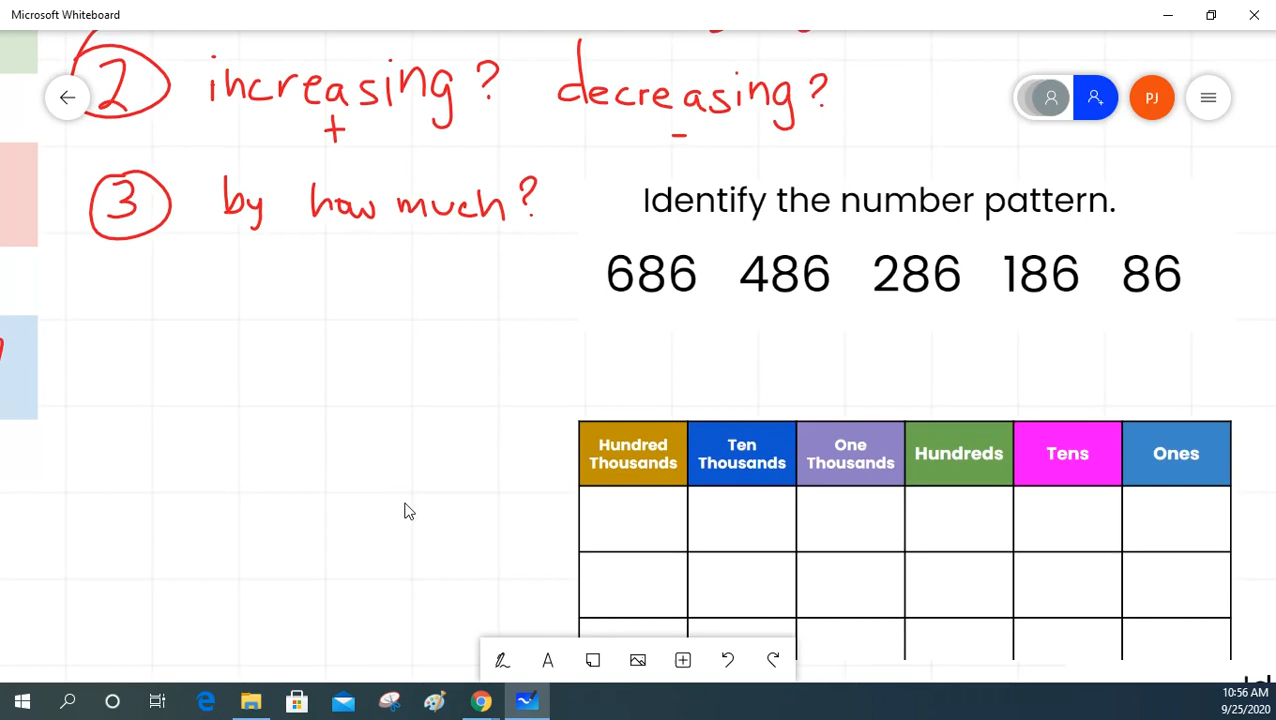 Microsoft Whiteboard
2 increasing? decreasing?
+ -
3 by how much?
PJ
Identify the number pattern.
686 486 286 186 86
Hundred Thousands Ten Thousands One Thousands Hundreds Tens Ones
A
10:56 AM
9/25/2020